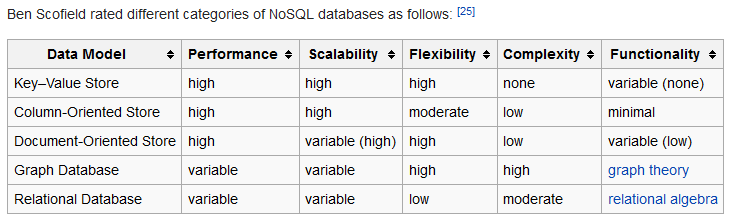 Ben Scofield rated different categories of NoSQL databases as follows: [25]
Data Model Performance Scalability Flexibility Complexity Functionality
Key–Value Store high high high none variable (none)
Column-Oriented Store high high moderate low minimal
Document-Oriented Store high variable (high) high low variable (low)
Graph Database variable variable high high graph theory
Relational Database variable variable low moderate relational algebra